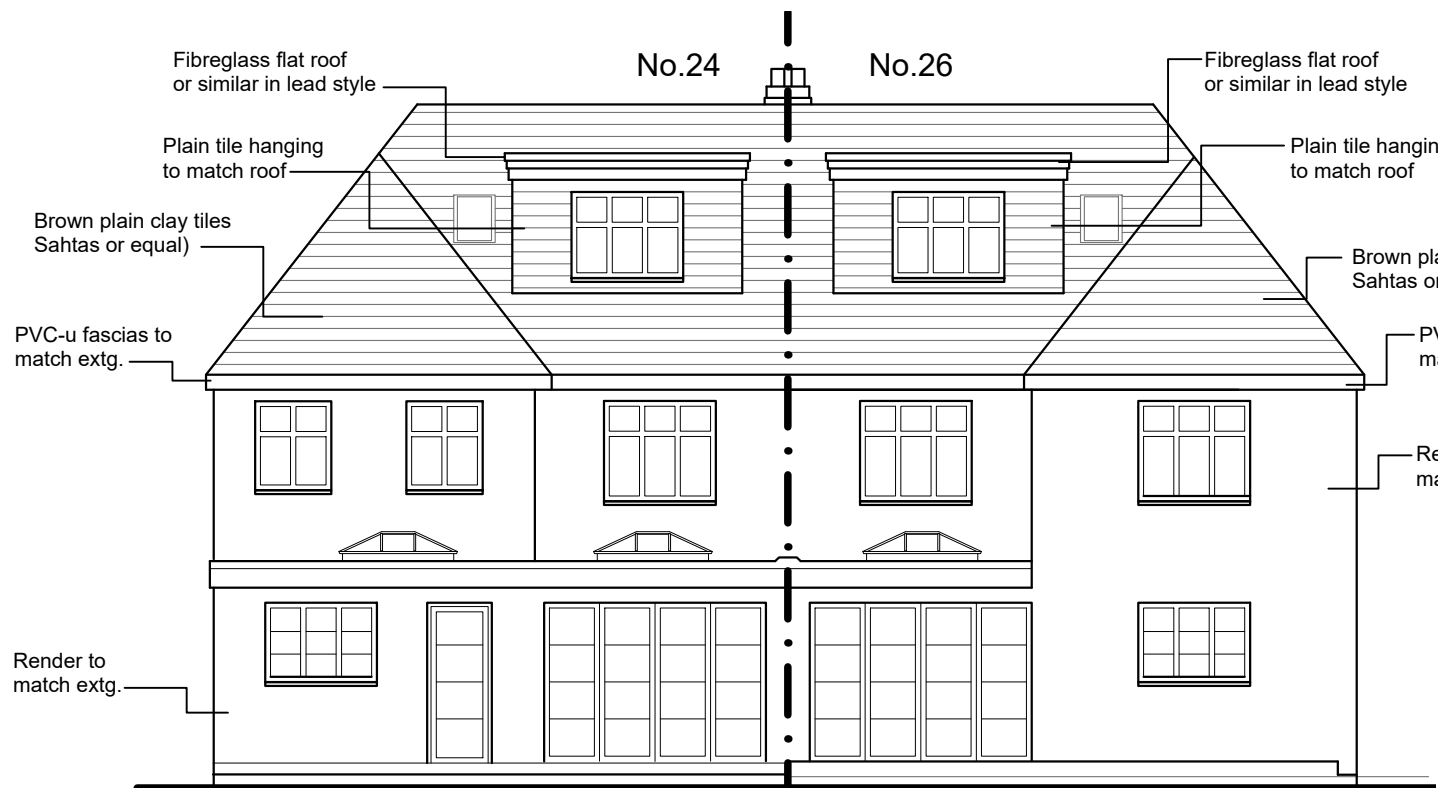 No.24
No.26
Fibreglass flat roof
or similar in lead style
Plain tile hanging
to match roof
Brown plain clay tiles
Sahtas or equal)
PVC-u fascias to
match extg.
Render to
match extg.
Fibreglass flat roof
or similar in lead style
Plain tile hangin
to match roof
Brown pla
Sahtas or
PV
ma
Re
ma